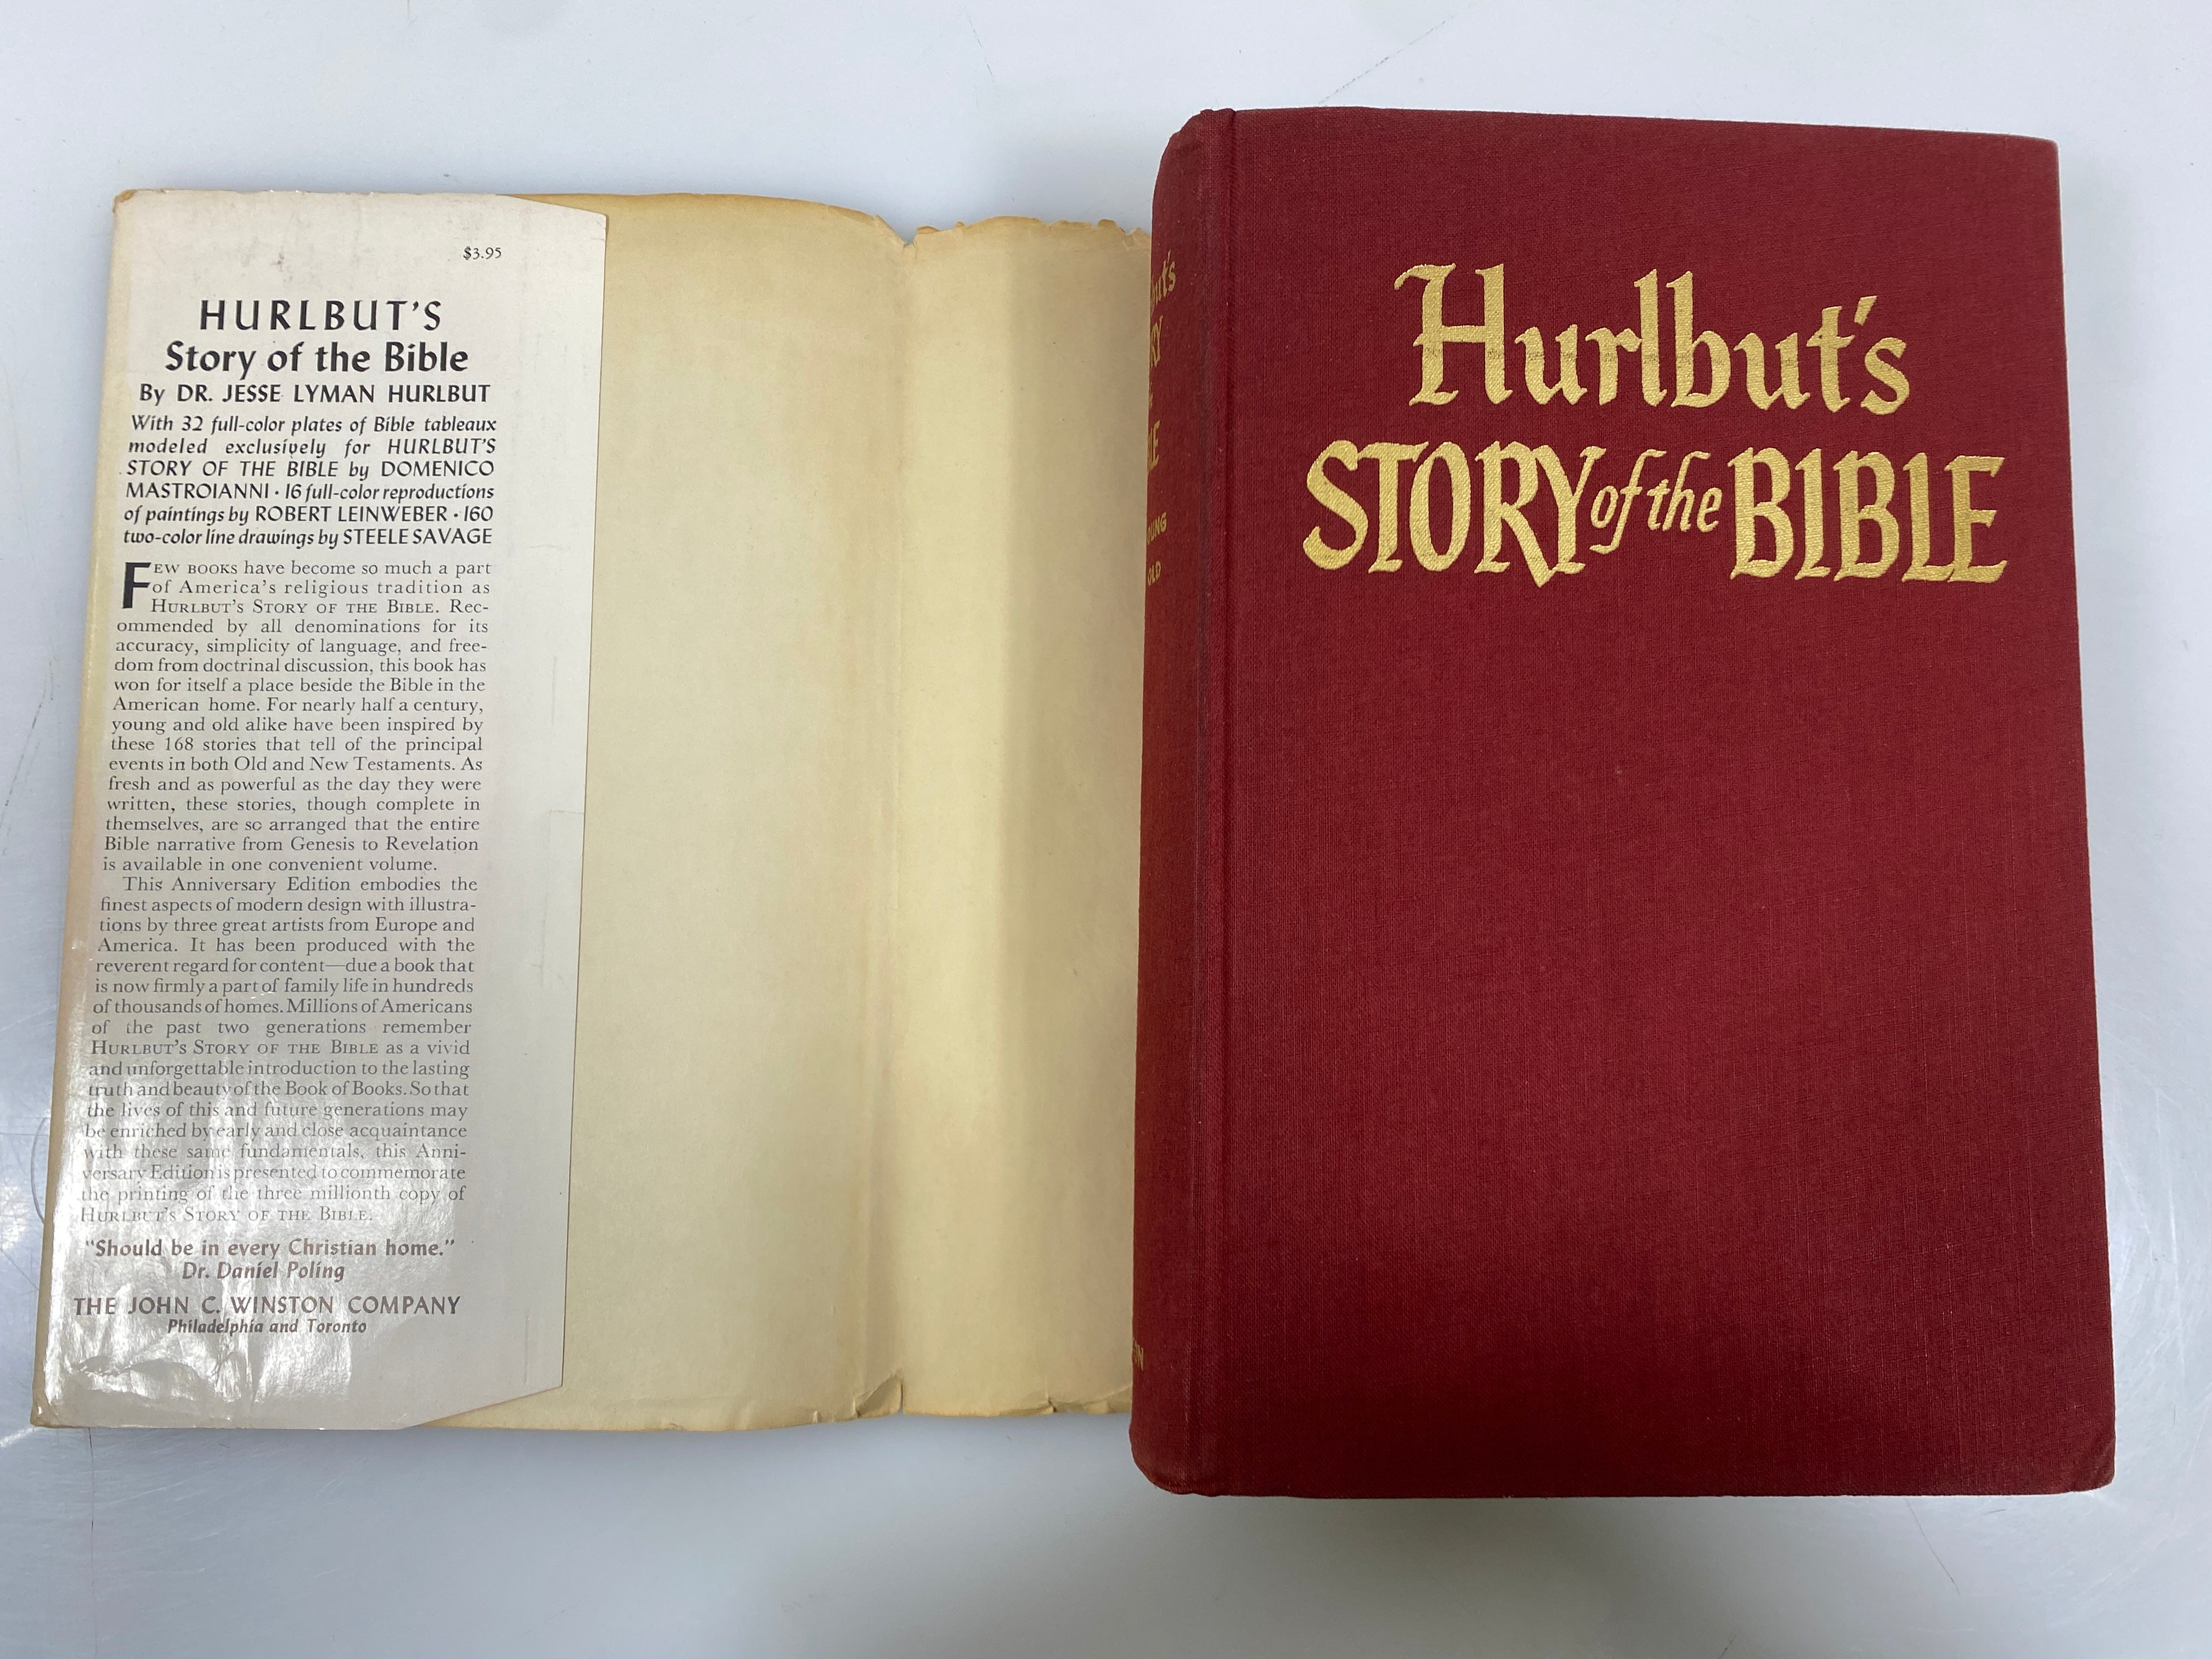 $3.95
HURLBUT'S
Story of the Bible
By DR. JESSE LYMAN HURLBUT
With 32 full-color plates of Bible tableaux
modeled exclusively for HURLBUT'S
STORY OF THE BIBLE by DOMENICO
MASTROIANNI · 16 full-color reproductions
of paintings by ROBERT LEINWEBER · 160
two-color line drawings by STEELE SAVAGE
FEW BOOKS have become so much a part
of America's religious tradition as
HURLBUT'S STORY OF THE BIBLE. Rec-
ommended by all denominations for its
accuracy, simplicity of language, and free-
dom from doctrinal discussion, this book has
won for itself a place beside the Bible in the
American home. For nearly half a century,
young and old alike have been inspired by
these 168 stories that tell of the principal
events in both Old and New Testaments. As
fresh and as powerful as the day they were
written, these stories, though complete in
themselves, are so arranged that the entire
Bible narrative from Genesis to Revelation
is available in one convenient volume.
This Anniversary Edition embodies the
finest aspects of modern design with illustra-
tions by three great artists from Europe and
America. It has been produced with the
reverent regard for content—due a book that
is now firmly a part of family life in hundreds
of thousands of homes. Millions of Americans
of the past two generations remember
HURLBUT'S STORY OF THE BIBLE as a vivid
and unforgettable introduction to the lasting
truth and beauty of the Book of Books. So that
the lives of this and future generations may
be enriched by early and close acquaintance
with these same fundamentals, this Anni-
versary Edition is presented to commemorate
the printing of the three millionth copy of
HURLBUT'S STORY OF THE BIBLE.
"Should be in every Christian home."
Dr. Daniel Poling
THE JOHN C. WINSTON COMPANY
Philadelphia and Toronto
Hurlbut's
STORY of the BIBLE
OLD